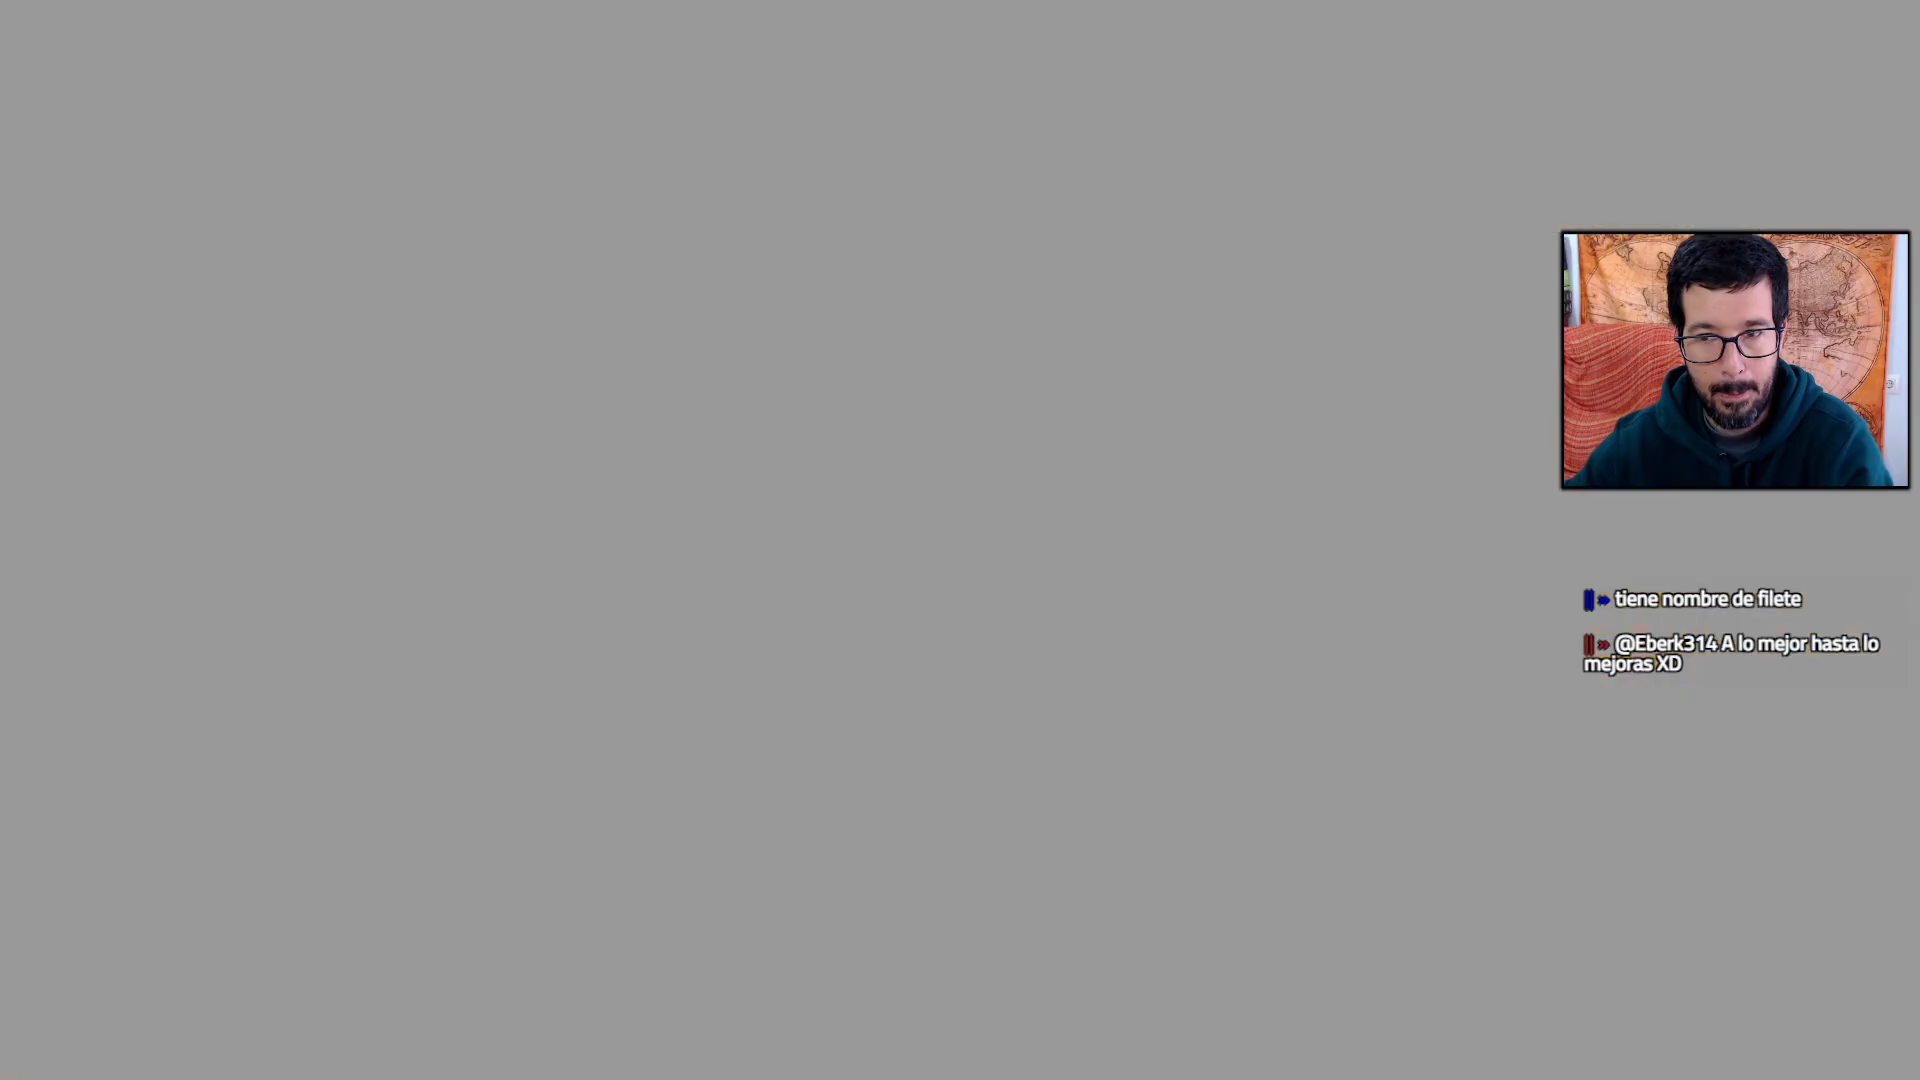 || » tiene nombre de filete
|| » @Eberk314 A lo mejor hasta lo
mejoras XD